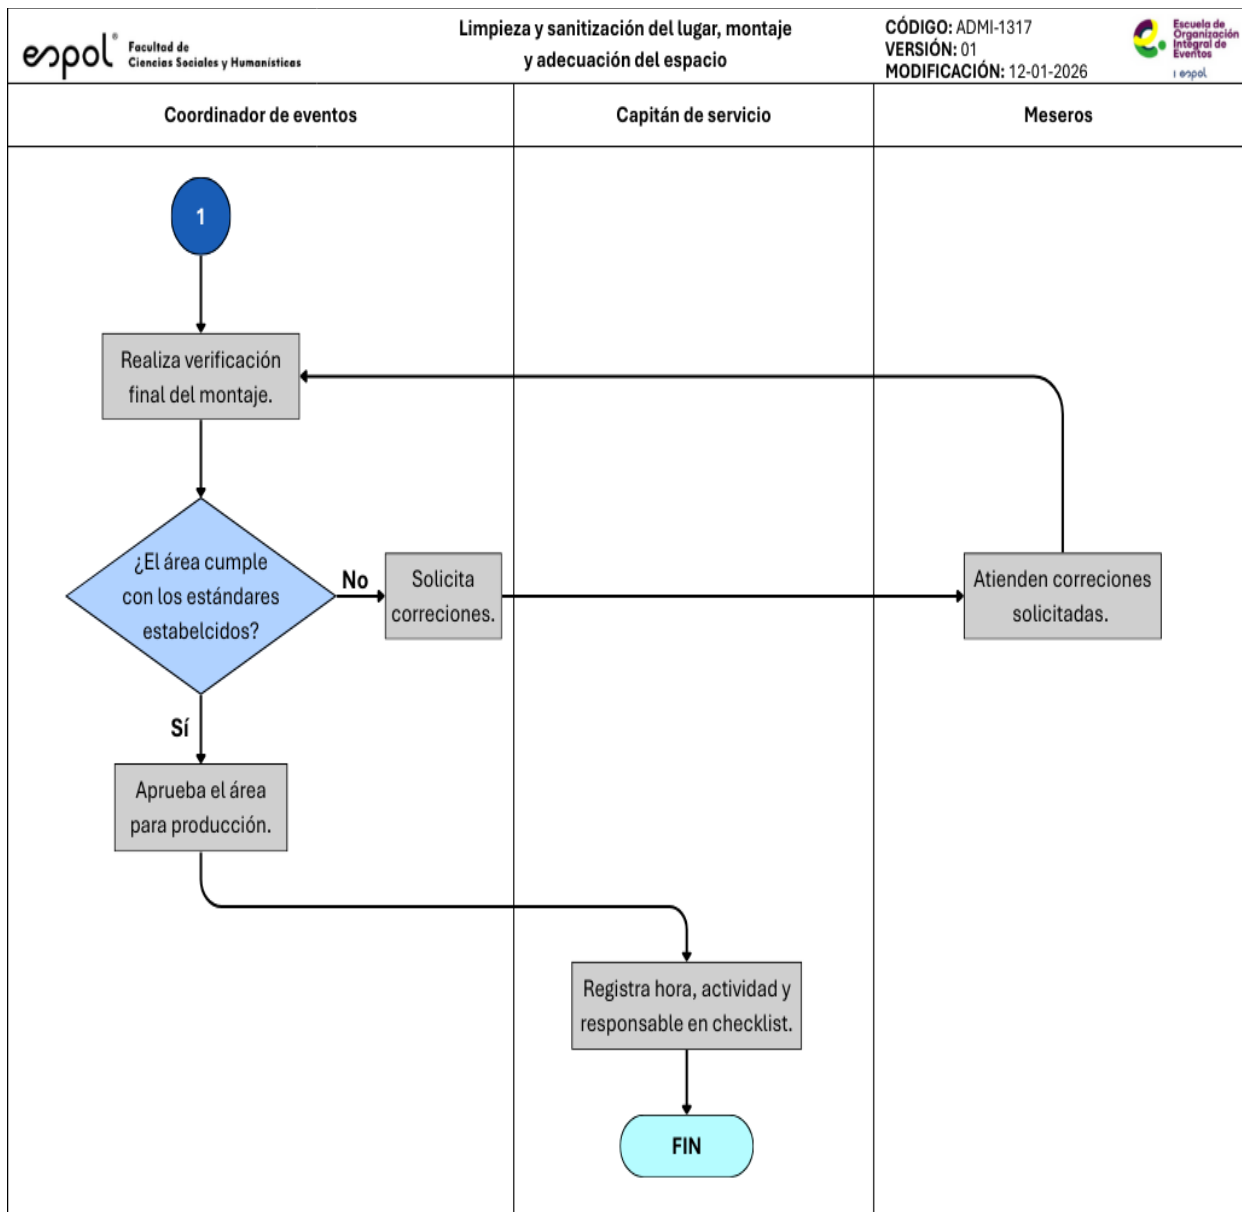 espol®
Facultad de
Ciencias Sociales y Humanísticas
Limpieza y sanitización del lugar, montaje
y adecuación del espacio
CÓDIGO: ADMI-1317
VERSIÓN: 01
MODIFICACIÓN: 12-01-2026
Escuela de
Organización
Integral de
Eventos
espol
Coordinador de eventos
Capitán de servicio
Meseros
1
Realiza verificación
final del montaje.
¿El área cumple
con los estándares
estabelcidos?
No
Solicita
correciones.
Atienden correciones
solicitadas.
Sí
Aprueba el área
para producción.
Registra hora, actividad y
responsable en checklist.
FIN